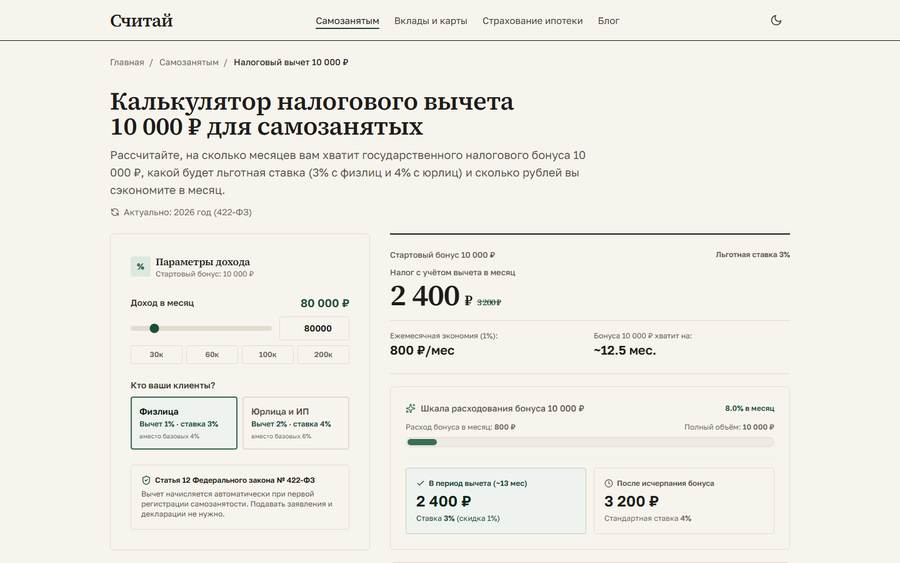 Считай
Самозанятым
Вклады и карты
Страхование ипотеки
Блог
Главная / Самозанятым / Налоговый вычет 10 000 ₽
Калькулятор налогового вычета
10 000 ₽ для самозанятых
Рассчитайте, на сколько месяцев вам хватит государственного налогового бонуса 10
000 ₽, какой будет льготная ставка (3% с физлиц и 4% с юрлиц) и сколько рублей вы
сэкономите в месяц.
Актуально: 2026 год (422-ФЗ)
%
Параметры дохода
Стартовый бонус: 10 000 ₽
Доход в месяц
80 000 ₽
80000
30к
60к
100к
200к
Кто ваши клиенты?
Физлица
Вычет 1% · ставка 3%
вместо базовых 4%
Юрлица и ИП
Вычет 2% · ставка 4%
вместо базовых 6%
Статья 12 Федерального закона № 422-ФЗ
Вычет начисляется автоматически при первой
регистрации самозанятости. Подавать заявления и
декларации не нужно.
Стартовый бонус 10 000 ₽
Льготная ставка 3%
Налог с учётом вычета в месяц
2 400 ₽ 3 200 ₽
Ежемесячная экономия (1%):
800 ₽/мес
Бонуса 10 000 ₽ хватит на:
~12.5 мес.
Шкала расходования бонуса 10 000 ₽
8.0% в месяц
Расход бонуса в месяц: 800 ₽
Полный объём: 10 000 ₽
В период вычета (~13 мес)
2 400 ₽
Ставка 3% (скидка 1%)
После исчерпания бонуса
3 200 ₽
Стандартная ставка 4%